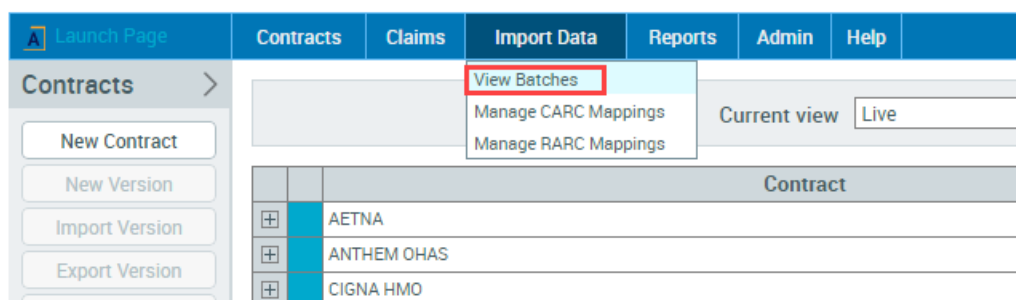 A Launch Page Contracts Claims Import Data Reports Admin Help
Contracts
View Batches
Manage CARC Mappings
Manage RARC Mappings
Current view Live
New Contract
New Version
Import Version
Export Version
Contract
AETNA
ANTHEM OHAS
CIGNA HMO